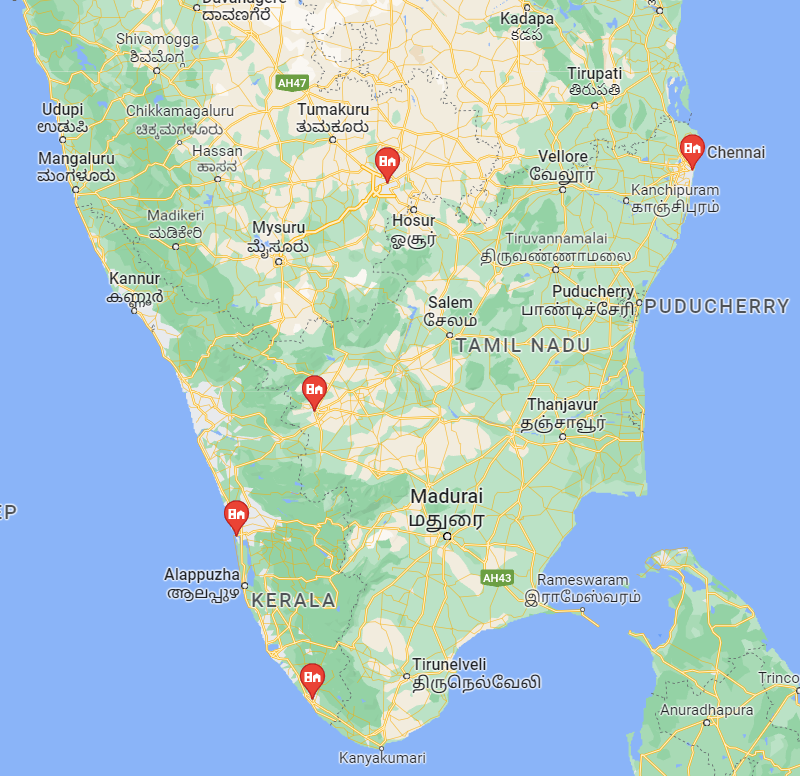 Davanagere
ದಾವಣಗೆರೆ
Kadapa
కడప
Shivamogga
ಶಿವಮೊಗ್ಗ
AH47
Tirupati
తిరుపతి
Tumakuru
ತುಮಕೂರು
Udupi
ಉಡುಪಿ
Chikkamagaluru
ಚಿಕ್ಕಮಗಳೂರು
Hassan
ಹಾಸನ
Mangaluru
ಮಂಗಳೂರು
Vellore
வேலூர்
Chennai
Kanchipuram
காஞ்சிபுரம்
Madikeri
ಮಡಿಕೇರಿ
Mysuru
ಮೈಸೂರು
Hosur
ஓசூர்
Tiruvannamalai
திருவண்ணாமலை
Kannur
കണ്ണൂർ
Puducherry
பாண்டிச்சேரி
PUDUCHERRY
Salem
சேலம்
TAMIL NADU
Thanjavur
தஞ்சாவூர்
Madurai
மதுரை
EP
Alappuzha
ആലപ്പുഴ
KERALA
AH43
Rameswaram
இராமேஸ்வரம்
Tirunelveli
திருநெல்வேலி
Trinco
Anuradhapura
Kanyakumari